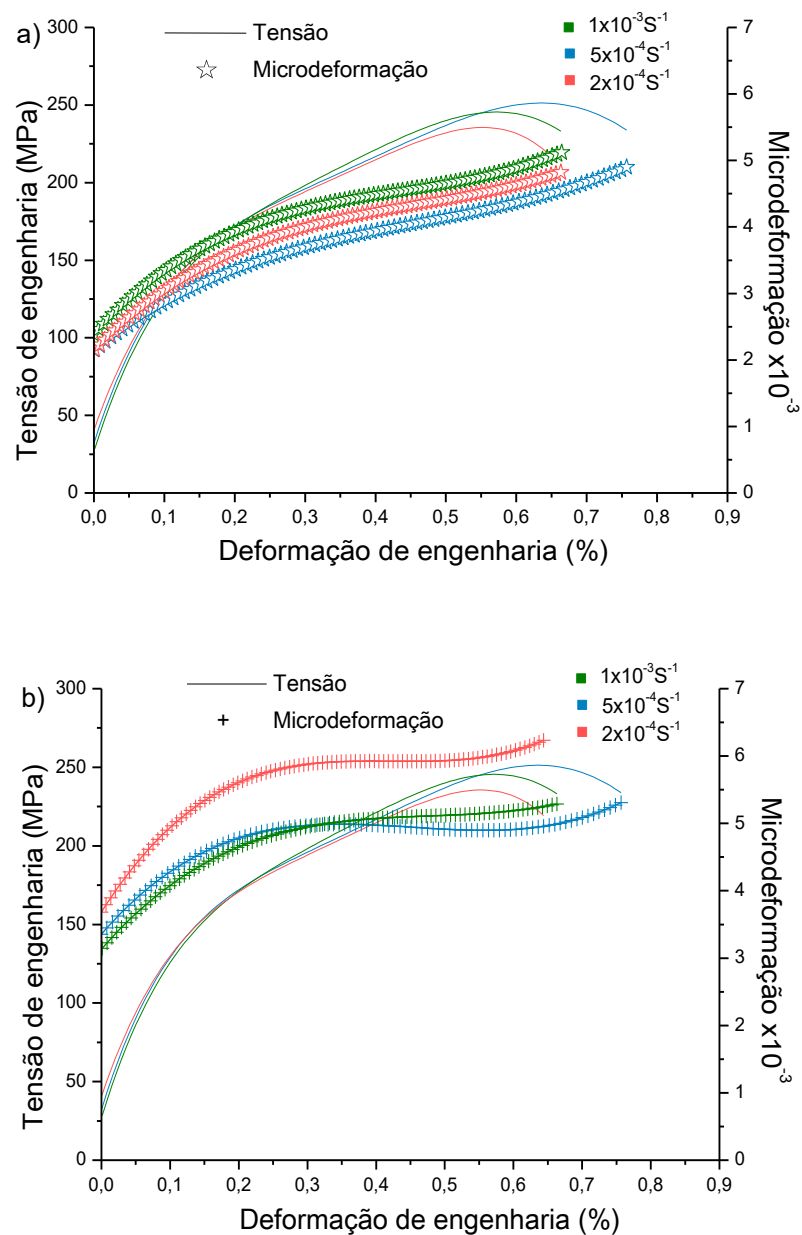 a)
Tensão
Microdeformação
1x10⁻³S⁻¹
5x10⁻⁴S⁻¹
2x10⁻⁴S⁻¹
300
250
200
150
100
50
0
Tensão de engenharia (MPa)
7
6
5
4
3
2
1
0
Microdeformação x10⁻³
0,0 0,1 0,2 0,3 0,4 0,5 0,6 0,7 0,8 0,9
Deformação de engenharia (%)
b)
Tensão
Microdeformação
1x10⁻³S⁻¹
5x10⁻⁴S⁻¹
2x10⁻⁴S⁻¹
300
250
200
150
100
50
0
Tensão de engenharia (MPa)
7
6
5
4
3
2
1
0
Microdeformação x10⁻³
0,0 0,1 0,2 0,3 0,4 0,5 0,6 0,7 0,8 0,9
Deformação de engenharia (%)